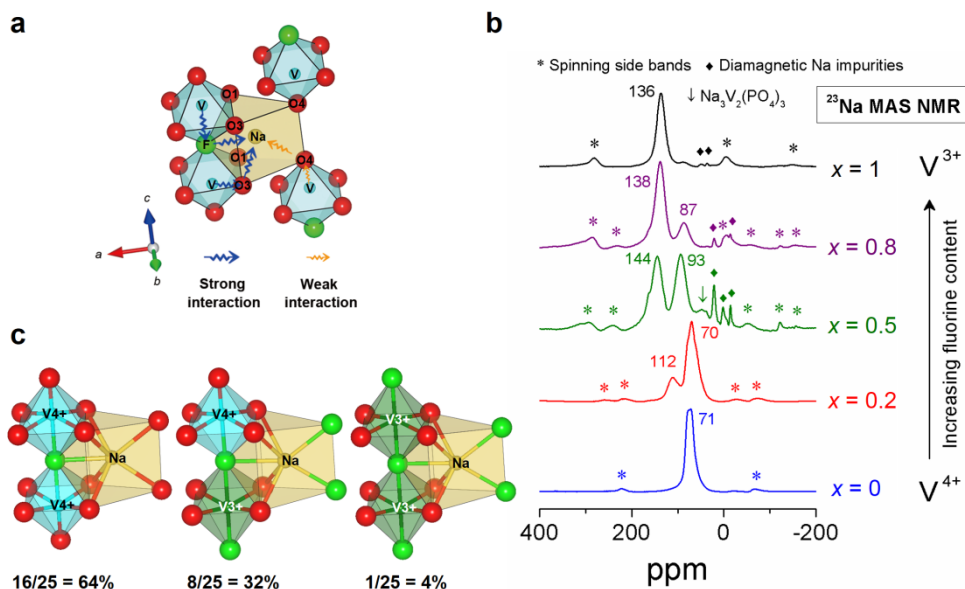 a
V
V
O1
O4
O3
F
Na
O1
O4
V
O3
V
c
a
b
Strong
interaction
Weak
interaction
b
* Spinning side bands ♦ Diamagnetic Na impurities
↓ Na₃V₂(PO₄)₃
²³Na MAS NMR
136
* ♦ ♦ * *
x = 1
V³⁺
138
87
* * ♦ * ♦ * * *
x = 0.8
144
93
* * ↓ ♦ ♦ ♦ * * *
x = 0.5
70
112
* * * *
x = 0.2
71
* *
x = 0
V⁴⁺
Increasing fluorine content
400 200 0 -200
ppm
c
V4+
Na
V4+
16/25 = 64%
V4+
Na
V3+
8/25 = 32%
V3+
Na
V3+
1/25 = 4%